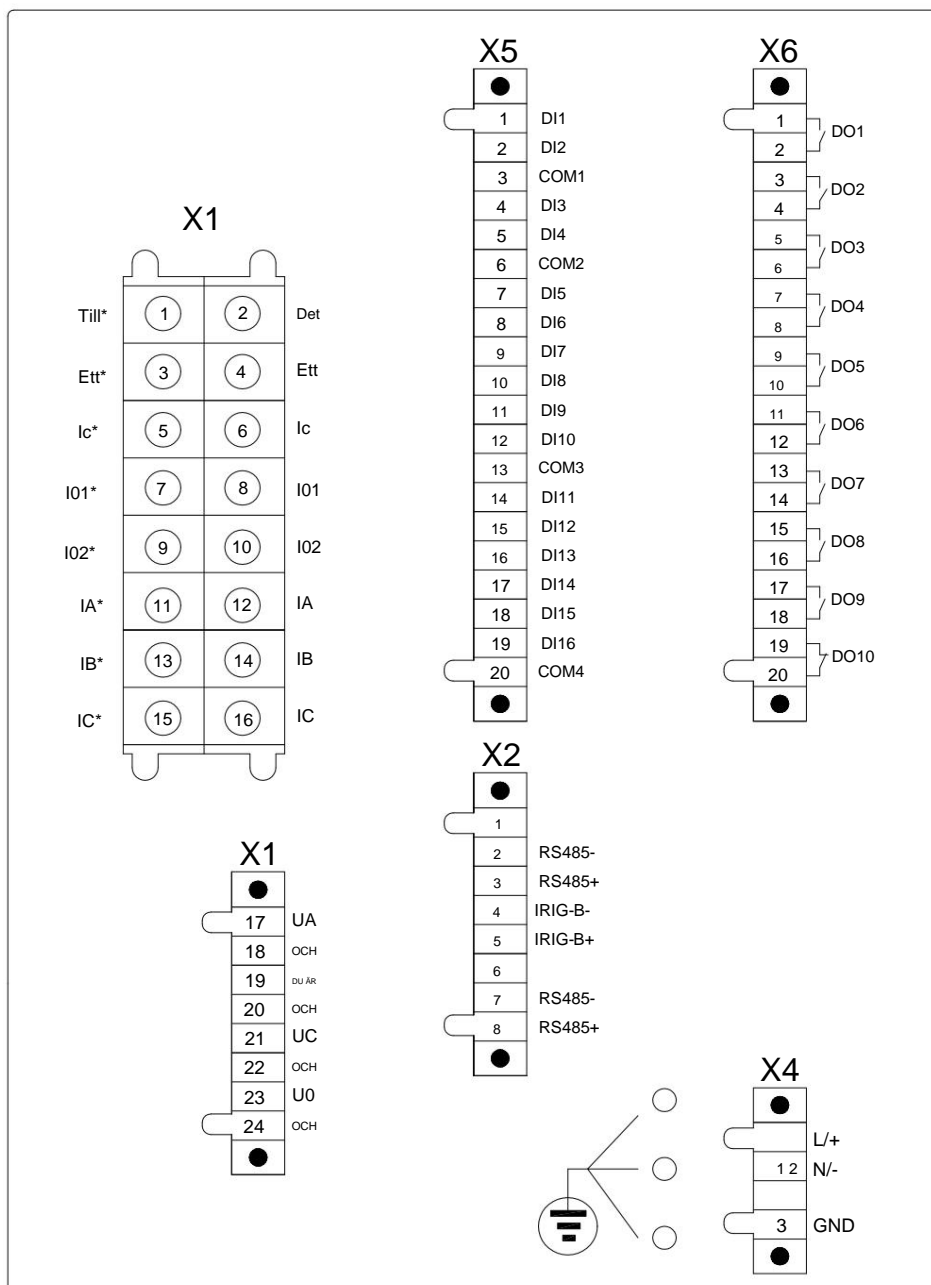 X5
1 DI1
2 DI2
3 COM1
4 DI3
5 DI4
6 COM2
7 DI5
8 DI6
9 DI7
10 DI8
11 DI9
12 DI10
13 COM3
14 DI11
15 DI12
16 DI13
17 DI14
18 DI15
19 DI16
20 COM4
X6
1
2
DO1
3
4
DO2
5
6
DO3
7
8
DO4
9
10
DO5
11
12
DO6
13
14
DO7
15
16
DO8
17
18
DO9
19
20
DO10
X1
Till* 1 2 Det
Ett* 3 4 Ett
Ic* 5 6 Ic
I01* 7 8 I01
I02* 9 10 I02
IA* 11 12 IA
IB* 13 14 IB
IC* 15 16 IC
X2
1
2 RS485-
3 RS485+
4 IRIG-B-
5 IRIG-B+
6
7 RS485-
8 RS485+
X1
17 UA
18 OCH
19 DU ÄR
20 OCH
21 UC
22 OCH
23 U0
24 OCH
X4
L/+
1 2 N/-
3 GND